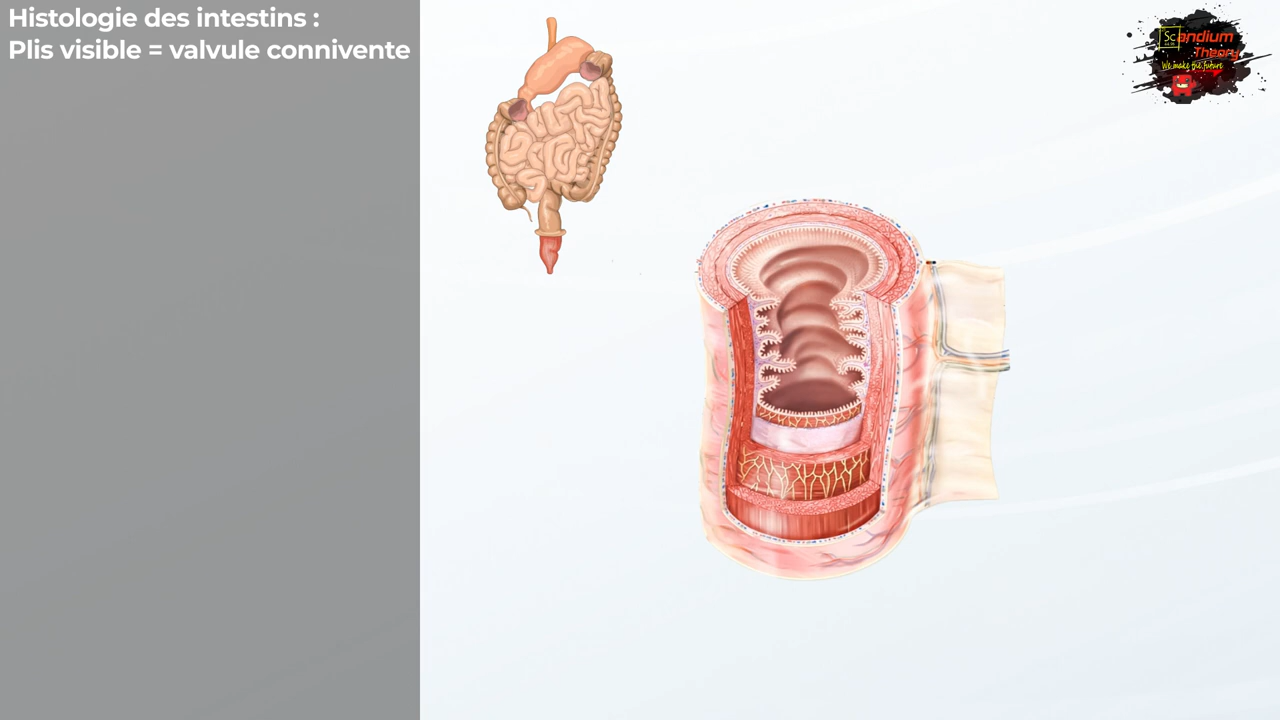 Histologie des intestins :
Plis visible = valvule connivente
Scandium
Theory
We make the future